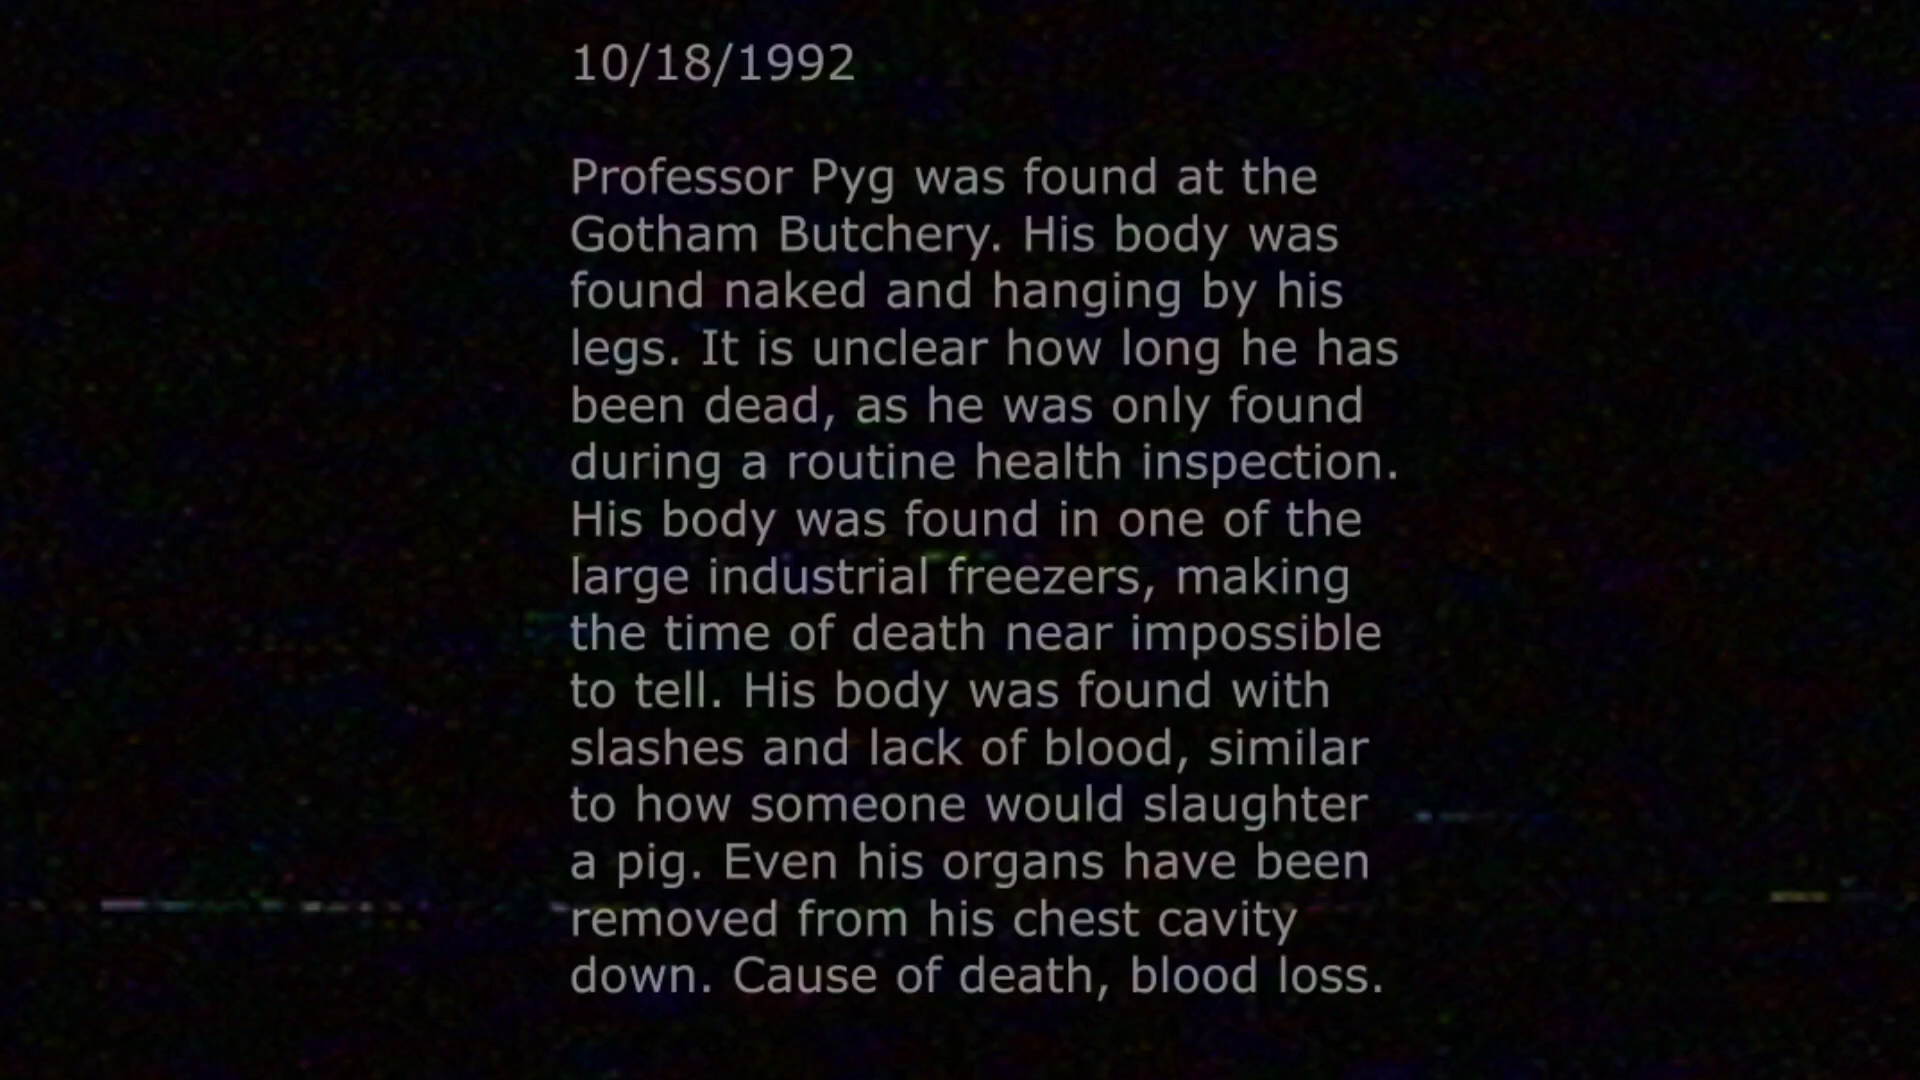 10/18/1992
Professor Pyg was found at the
Gotham Butchery. His body was
found naked and hanging by his
legs. It is unclear how long he has
been dead, as he was only found
during a routine health inspection.
His body was found in one of the
large industrial freezers, making
the time of death near impossible
to tell. His body was found with
slashes and lack of blood, similar
to how someone would slaughter
a pig. Even his organs have been
removed from his chest cavity
down. Cause of death, blood loss.